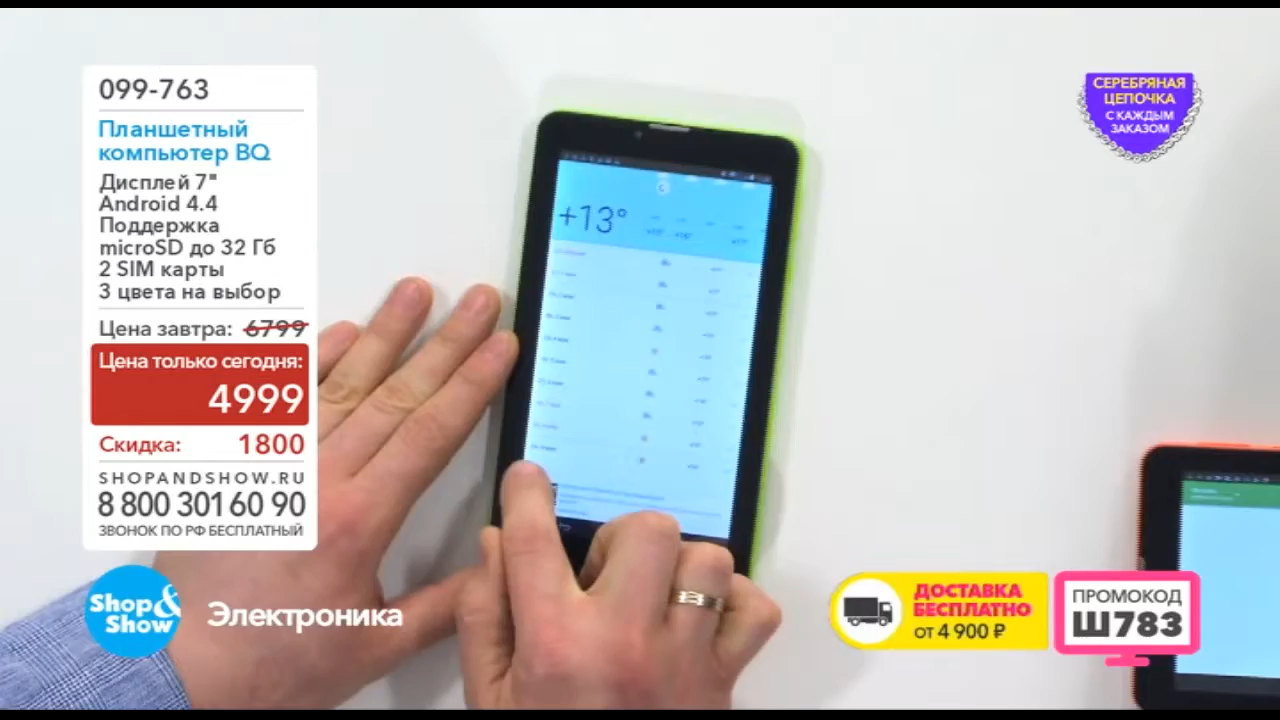 099-763
Планшетный
компьютер BQ
Дисплей 7"
Android 4.4
Поддержка
microSD до 32 Гб
2 SIM карты
3 цвета на выбор
Цена завтра: 6799
Цена только сегодня:
4999
Скидка: 1800
SHOPANDSHOW.RU
8 800 301 60 90
ЗВОНОК ПО РФ БЕСПЛАТНЫЙ
Shop&
Show
Электроника
+13°
СЕРЕБРЯНАЯ
ЦЕПОЧКА
С КАЖДЫМ
ЗАКАЗОМ
ДОСТАВКА
БЕСПЛАТНО
ОТ 4 900 ₽
ПРОМОКОД
Ш783